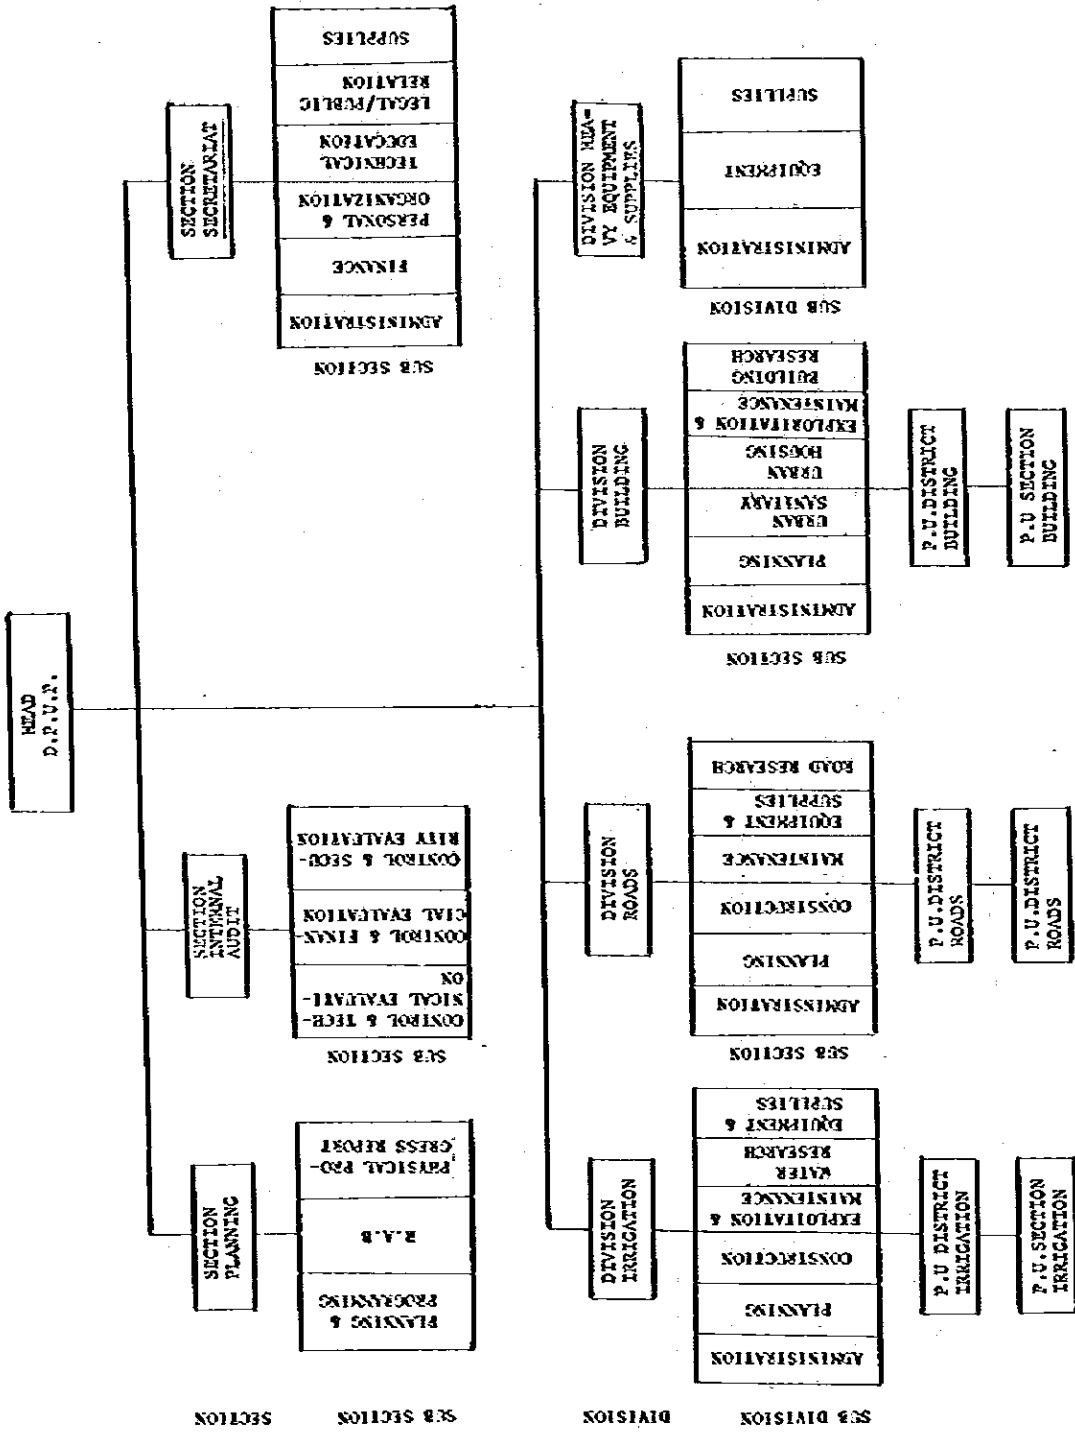 HEAD
D.P.U.P.
SECTION
SECTION
PLANNING
SECTION
INTERNAL
AUDIT
SECTION
SECRETARIAT
SUB SECTION
PLANNING &
PROGRAMMING
R.A.B
PHYSICAL PRO-
GRESS REPORT
SUB SECTION
CONTROL & TECH-
NICAL EVALUATI-
ON
CONTROL & FINAN-
CIAL EVALUATION
CONTROL & SECU-
RITY EVALUATION
SUB SECTION
ADMINISTRATION
FINANCE
PERSONAL &
ORGANIZATION
TECHNICAL
EDUCATION
LEGAL/PUBLIC
RELATION
SUPPLIES
DIVISION
DIVISION
IRRIGATION
DIVISION
ROADS
DIVISION
BUILDING
DIVISION HEA-
VY EQUIPMENT
& SUPPLIES
SUB DIVISION
ADMINISTRATION
PLANNING
CONSTRUCTION
EXPLOITATION &
MAINTENANCE
WATER
RESEARCH
EQUIPMENT &
SUPLLIES
SUB SECTION
ADMINISTRATION
PLANNING
CONSTRUCTION
MAINTENANCE
EQUIPMENT &
SUPPLIES
ROAD RESEARCH
SUB SECTION
ADMINISTRATION
PLANNING
URBAN
SANITARY
URBAN
HOUSING
EXPLORITATION &
MAINTENANCE
BUILDING
RESEARCH
SUB DIVISION
ADMINISTRATION
EQUIPMENT
SUPLLIES
P.U DISTRICT
IRRIGATION
P.U.DISTRICT
ROADS
P.U.DISTRICT
BUILDING
P.U.SECTION
IRRIGATION
P.U.DISTRICT
ROADS
P.U SECTION
BUILDING